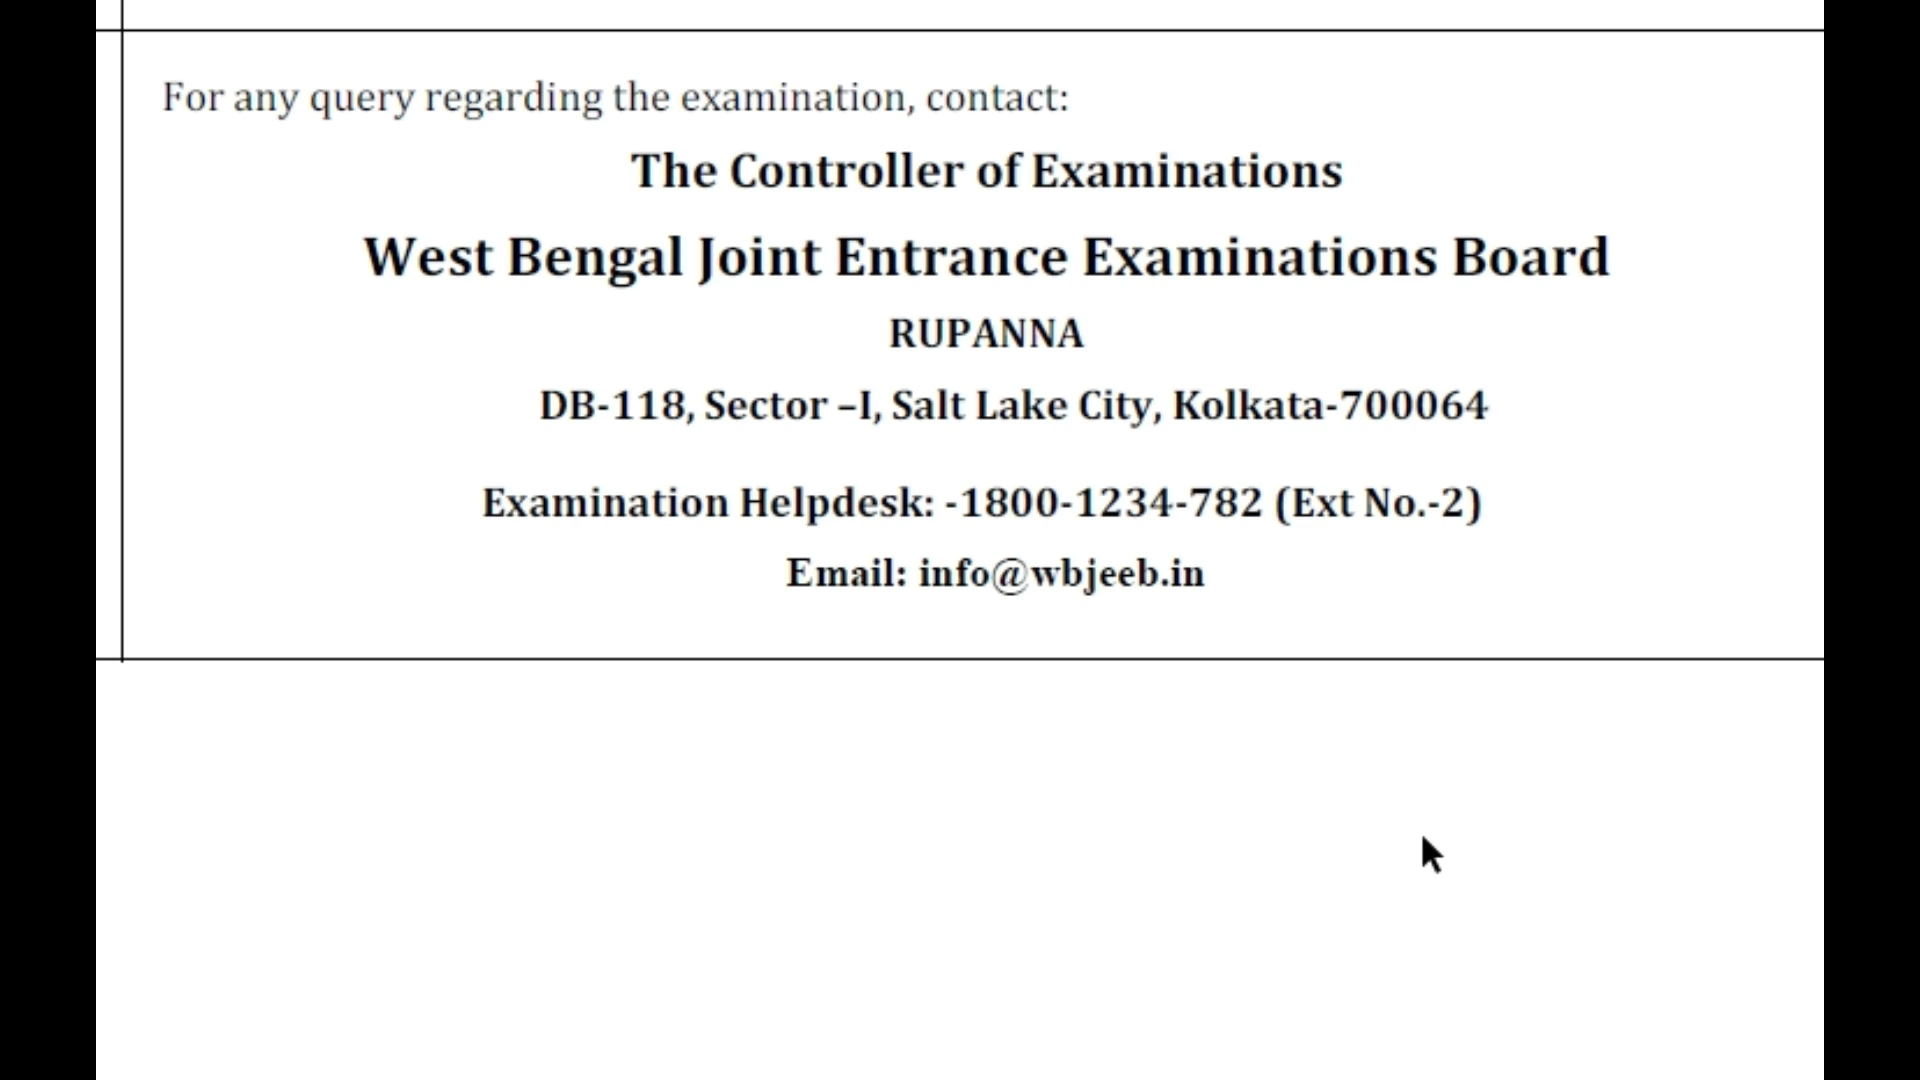 For any query regarding the examination, contact:
The Controller of Examinations
West Bengal Joint Entrance Examinations Board
RUPANNA
DB-118, Sector –I, Salt Lake City, Kolkata-700064
Examination Helpdesk: -1800-1234-782 (Ext No.-2)
Email: info@wbjeeb.in